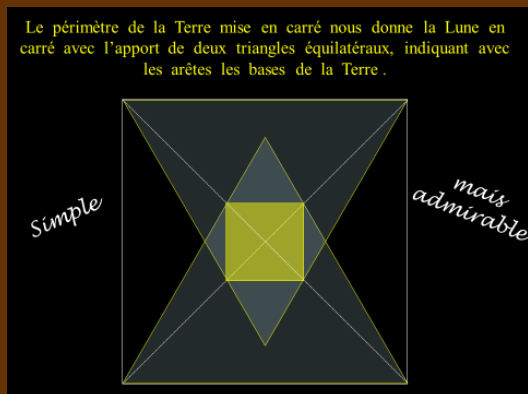 Le périmètre de la Terre mise en carré nous donne la Lune en
carré avec l'apport de deux triangles équilatéraux, indiquant avec
les arêtes les bases de la Terre .
Simple
mais
admirable